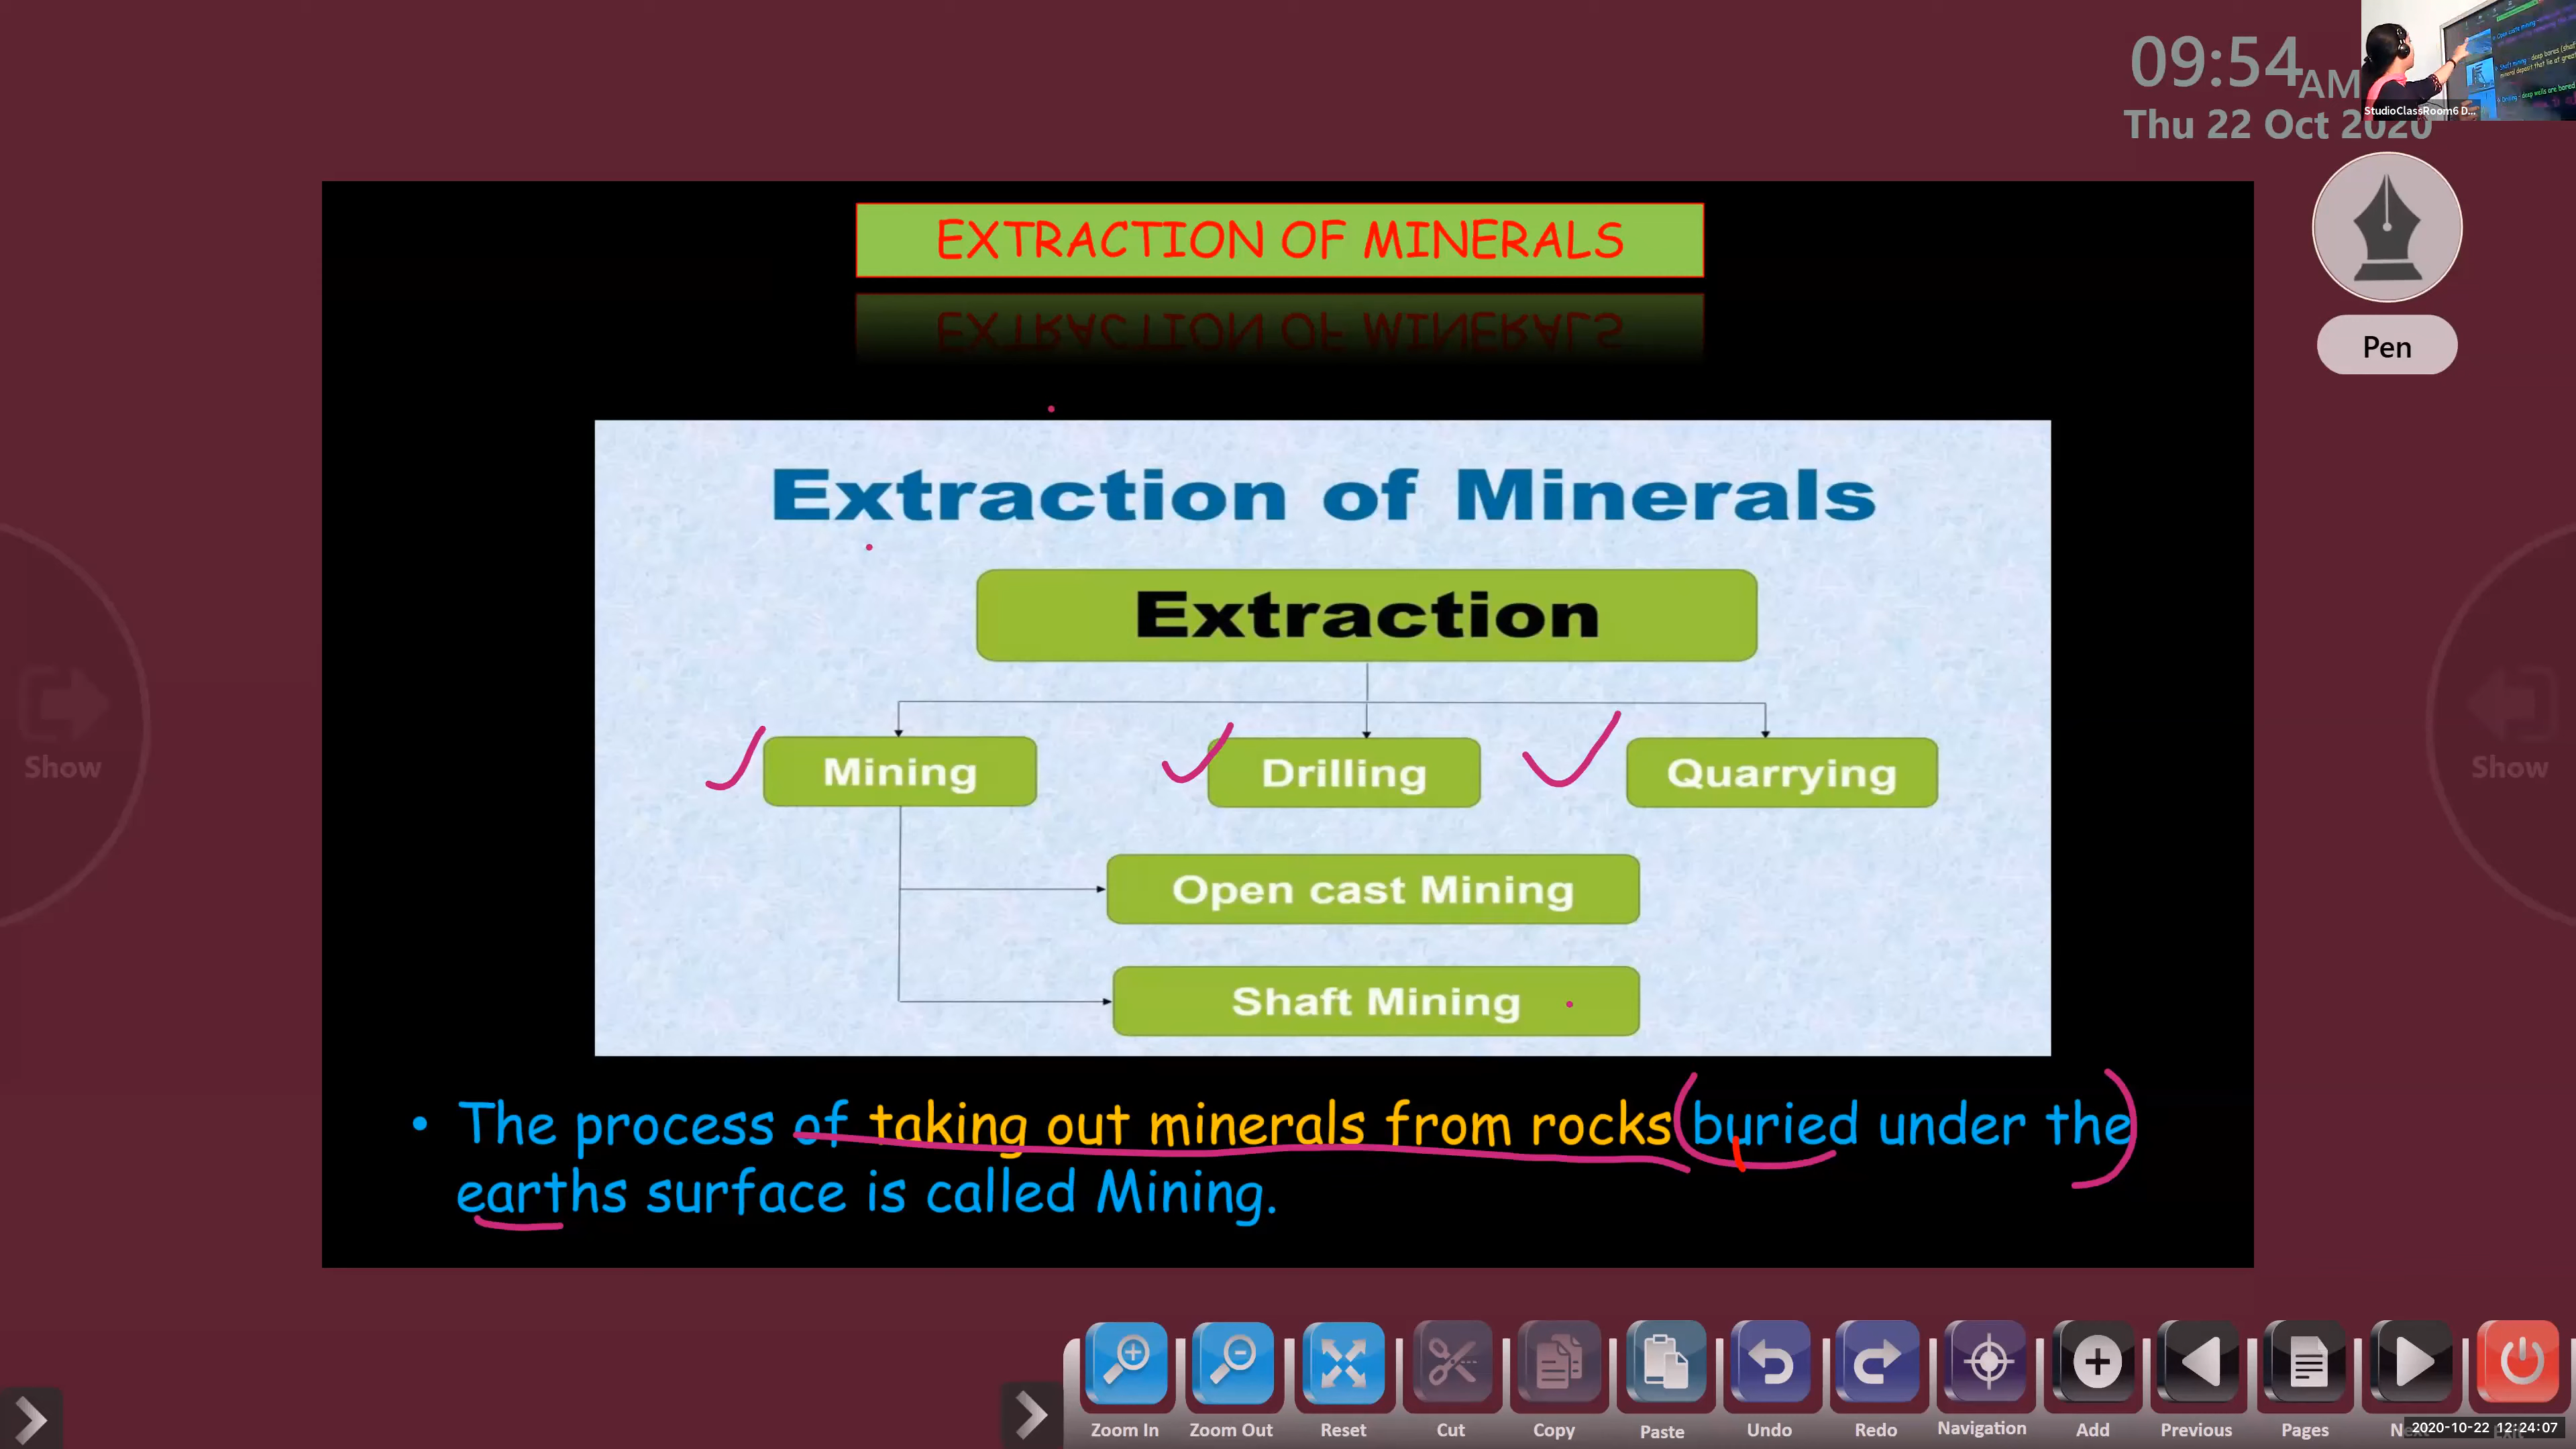 09:54 AM
Thu 22 Oct 2020
StudioClassRoom6 D...
Pen
EXTRACTION OF MINERALS
Extraction of Minerals
Extraction
Mining
Drilling
Quarrying
Open cast Mining
Shaft Mining
• The process of taking out minerals from rocks buried under the
earths surface is called Mining.
Show
Show
Zoom In
Zoom Out
Reset
Cut
Copy
Paste
Undo
Redo
Navigation
Add
Previous
Pages
2020-10-22 12:24:07